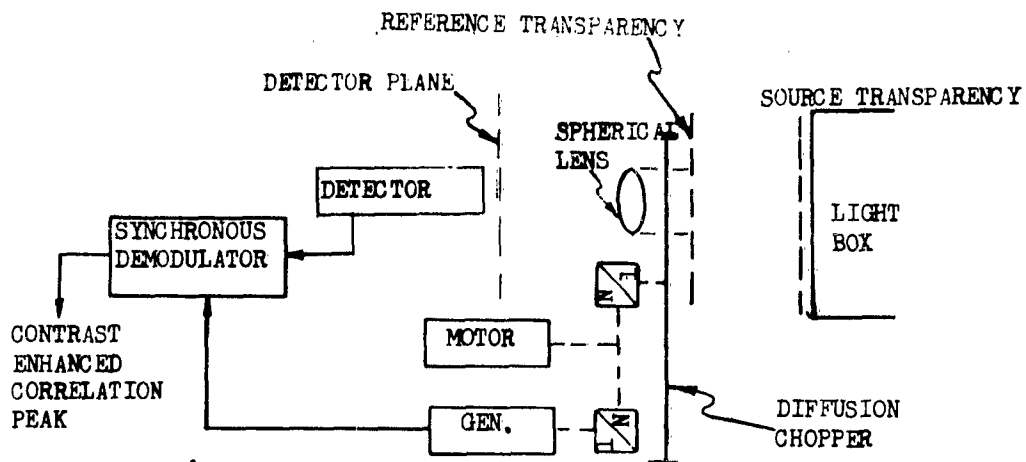 REFERENCE TRANSPARENCY
DETECTOR PLANE
SOURCE TRANSPARENCY
SPHERICAL
LENS
DETECTOR
LIGHT
BOX
SYNCHRONOUS
DEMODULATOR
L
N
MOTOR
CONTRAST
ENHANCED
CORRELATION
PEAK
GEN.
N
L
DIFFUSION
CHOPPER